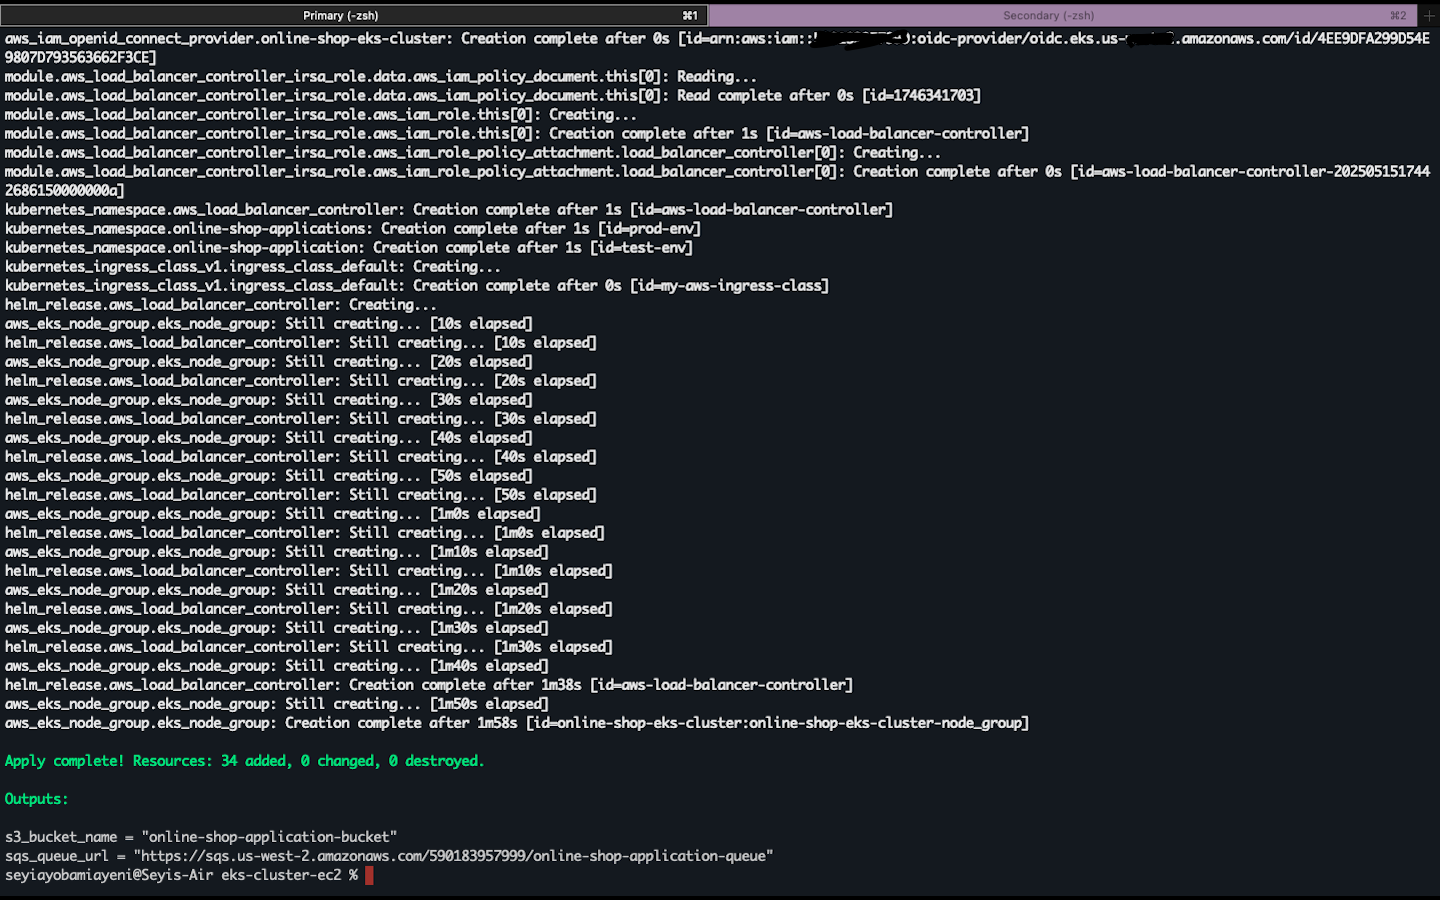 Primary (-zsh) ⌘1 Secondary (-zsh) ⌘2 +
aws_iam_openid_connect_provider.online-shop-eks-cluster: Creation complete after 0s [id=arn:aws:iam:: :oidc-provider/oidc.eks.us- .amazonaws.com/id/4EE9DFA299D54E
9807D793563662F3CE]
module.aws_load_balancer_controller_irsa_role.data.aws_iam_policy_document.this[0]: Reading...
module.aws_load_balancer_controller_irsa_role.data.aws_iam_policy_document.this[0]: Read complete after 0s [id=1746341703]
module.aws_load_balancer_controller_irsa_role.aws_iam_role.this[0]: Creating...
module.aws_load_balancer_controller_irsa_role.aws_iam_role.this[0]: Creation complete after 1s [id=aws-load-balancer-controller]
module.aws_load_balancer_controller_irsa_role.aws_iam_role_policy_attachment.load_balancer_controller[0]: Creating...
module.aws_load_balancer_controller_irsa_role.aws_iam_role_policy_attachment.load_balancer_controller[0]: Creation complete after 0s [id=aws-load-balancer-controller-202505151744
2686150000000a]
kubernetes_namespace.aws_load_balancer_controller: Creation complete after 1s [id=aws-load-balancer-controller]
kubernetes_namespace.online-shop-applications: Creation complete after 1s [id=prod-env]
kubernetes_namespace.online-shop-application: Creation complete after 1s [id=test-env]
kubernetes_ingress_class_v1.ingress_class_default: Creating...
kubernetes_ingress_class_v1.ingress_class_default: Creation complete after 0s [id=my-aws-ingress-class]
helm_release.aws_load_balancer_controller: Creating...
aws_eks_node_group.eks_node_group: Still creating... [10s elapsed]
helm_release.aws_load_balancer_controller: Still creating... [10s elapsed]
aws_eks_node_group.eks_node_group: Still creating... [20s elapsed]
helm_release.aws_load_balancer_controller: Still creating... [20s elapsed]
aws_eks_node_group.eks_node_group: Still creating... [30s elapsed]
helm_release.aws_load_balancer_controller: Still creating... [30s elapsed]
aws_eks_node_group.eks_node_group: Still creating... [40s elapsed]
helm_release.aws_load_balancer_controller: Still creating... [40s elapsed]
aws_eks_node_group.eks_node_group: Still creating... [50s elapsed]
helm_release.aws_load_balancer_controller: Still creating... [50s elapsed]
aws_eks_node_group.eks_node_group: Still creating... [1m0s elapsed]
helm_release.aws_load_balancer_controller: Still creating... [1m0s elapsed]
aws_eks_node_group.eks_node_group: Still creating... [1m10s elapsed]
helm_release.aws_load_balancer_controller: Still creating... [1m10s elapsed]
aws_eks_node_group.eks_node_group: Still creating... [1m20s elapsed]
helm_release.aws_load_balancer_controller: Still creating... [1m20s elapsed]
aws_eks_node_group.eks_node_group: Still creating... [1m30s elapsed]
helm_release.aws_load_balancer_controller: Still creating... [1m30s elapsed]
aws_eks_node_group.eks_node_group: Still creating... [1m40s elapsed]
helm_release.aws_load_balancer_controller: Creation complete after 1m38s [id=aws-load-balancer-controller]
aws_eks_node_group.eks_node_group: Still creating... [1m50s elapsed]
aws_eks_node_group.eks_node_group: Creation complete after 1m58s [id=online-shop-eks-cluster:online-shop-eks-cluster-node_group]
Apply complete! Resources: 34 added, 0 changed, 0 destroyed.
Outputs:
s3_bucket_name = "online-shop-application-bucket"
sqs_queue_url = "https://sqs.us-west-2.amazonaws.com/590183957999/online-shop-application-queue"
seyiayobamiayeni@Seyis-Air eks-cluster-ec2 %